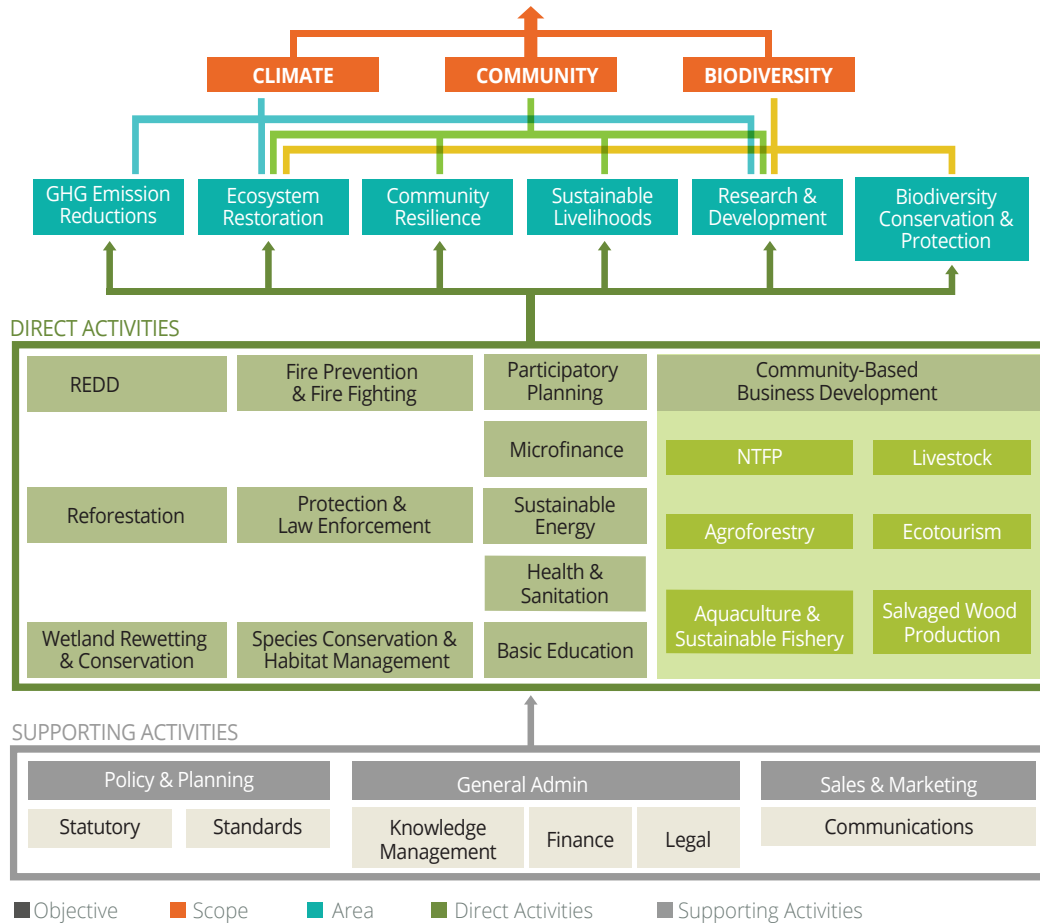 CLIMATE
COMMUNITY
BIODIVERSITY
GHG Emission
Reductions
Ecosystem
Restoration
Community
Resilience
Sustainable
Livelihoods
Research &
Development
Biodiversity
Conservation &
Protection
DIRECT ACTIVITIES
REDD
Fire Prevention
& Fire Fighting
Participatory
Planning
Community-Based
Business Development
Microfinance
NTFP
Livestock
Reforestation
Protection &
Law Enforcement
Sustainable
Energy
Agroforestry
Ecotourism
Health &
Sanitation
Wetland Rewetting
& Conservation
Species Conservation &
Habitat Management
Basic Education
Aquaculture &
Sustainable Fishery
Salvaged Wood
Production
SUPPORTING ACTIVITIES
Policy & Planning
General Admin
Sales & Marketing
Statutory
Standards
Knowledge
Management
Finance
Legal
Communications
Objective
Scope
Area
Direct Activities
Supporting Activities